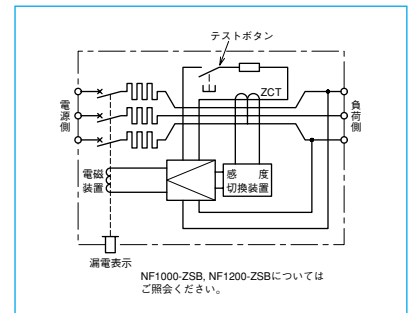 テストボタン
ZCT
電源側
負荷側
電磁
装置
感 度
切換装置
漏電表示
NF1000-ZSB, NF1200-ZSBについては
ご照会ください。